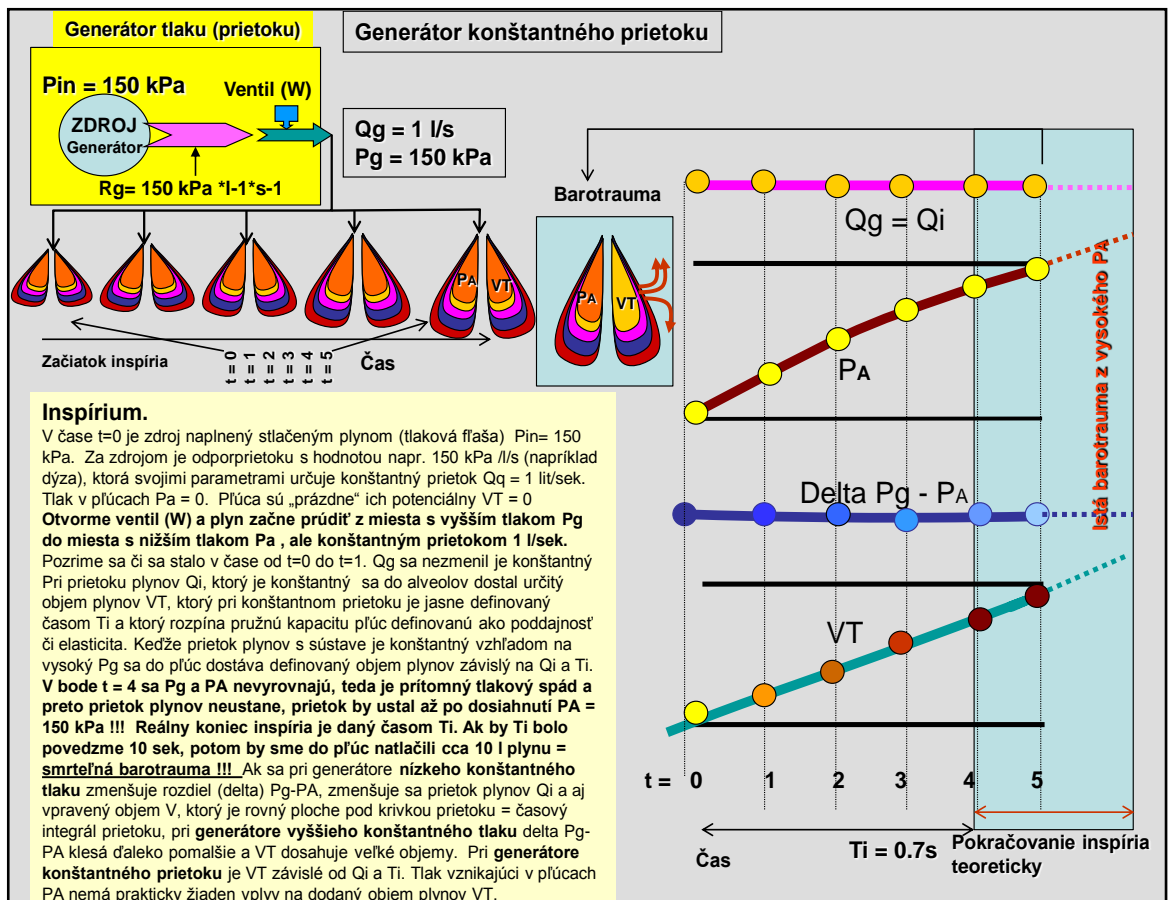 Generátor tlaku (prietoku)
Generátor konštantného prietoku
Pin = 150 kPa
Ventil (W)
ZDROJ
Generátor
Rg= 150 kPa *l-1*s-1
Qg = 1 l/s
Pg = 150 kPa
Barotrauma
PA
VT
PA
VT
Začiatok inspíria
t = 0
t = 1
t = 2
t = 3
t = 4
t = 5
Čas
Inspírium.
V čase t=0 je zdroj naplnený stlačeným plynom (tlaková fľaša) Pin= 150
kPa. Za zdrojom je odporprietoku s hodnotou napr. 150 kPa /l/s (napríklad
dýza), ktorá svojimi parametrami určuje konštantný prietok Qq = 1 lit/sek.
Tlak v pľúcach Pa = 0. Pľúca sú „prázdne“ ich potenciálny VT = 0
Otvorme ventil (W) a plyn začne prúdiť z miesta s vyšším tlakom Pg
do miesta s nižším tlakom Pa , ale konštantným prietokom 1 l/sek.
Pozrime sa či sa stalo v čase od t=0 do t=1. Qg sa nezmenil je konštantný
Pri prietoku plynov Qi, ktorý je konštantný sa do alveolov dostal určitý
objem plynov VT, ktorý pri konštantnom prietoku je jasne definovaný
časom Ti a ktorý rozpína pružnú kapacitu pľúc definovanú ako poddajnosť
či elasticita. Keďže prietok plynov s sústave je konštantný vzhľadom na
vysoký Pg sa do pľúc dostáva definovaný objem plynov závislý na Qi a Ti.
V bode t = 4 sa Pg a PA nevyrovnajú, teda je prítomný tlakový spád a
preto prietok plynov neustane, prietok by ustal až po dosiahnutí PA =
150 kPa !!! Reálny koniec inspíria je daný časom Ti. Ak by Ti bolo
povedzme 10 sek, potom by sme do pľúc natlačili cca 10 l plynu =
smrteľná barotrauma !!! Ak sa pri generátore nízkeho konštantného
tlaku zmenšuje rozdiel (delta) Pg-PA, zmenšuje sa prietok plynov Qi a aj
vpravený objem V, ktorý je rovný ploche pod krivkou prietoku = časový
integrál prietoku, pri generátore vyššieho konštantného tlaku delta Pg-
PA klesá ďaleko pomalšie a VT dosahuje veľké objemy. Pri generátore
konštantného prietoku je VT závislé od Qi a Ti. Tlak vznikajúci v pľúcach
PA nemá prakticky žiaden vplyv na dodaný objem plynov VT.
Qg = Qi
PA
Delta Pg - PA
VT
Istá barotrauma z vysokého PA
t = 0 1 2 3 4 5
Čas
Ti = 0.7s
Pokračovanie inspíria
teoreticky